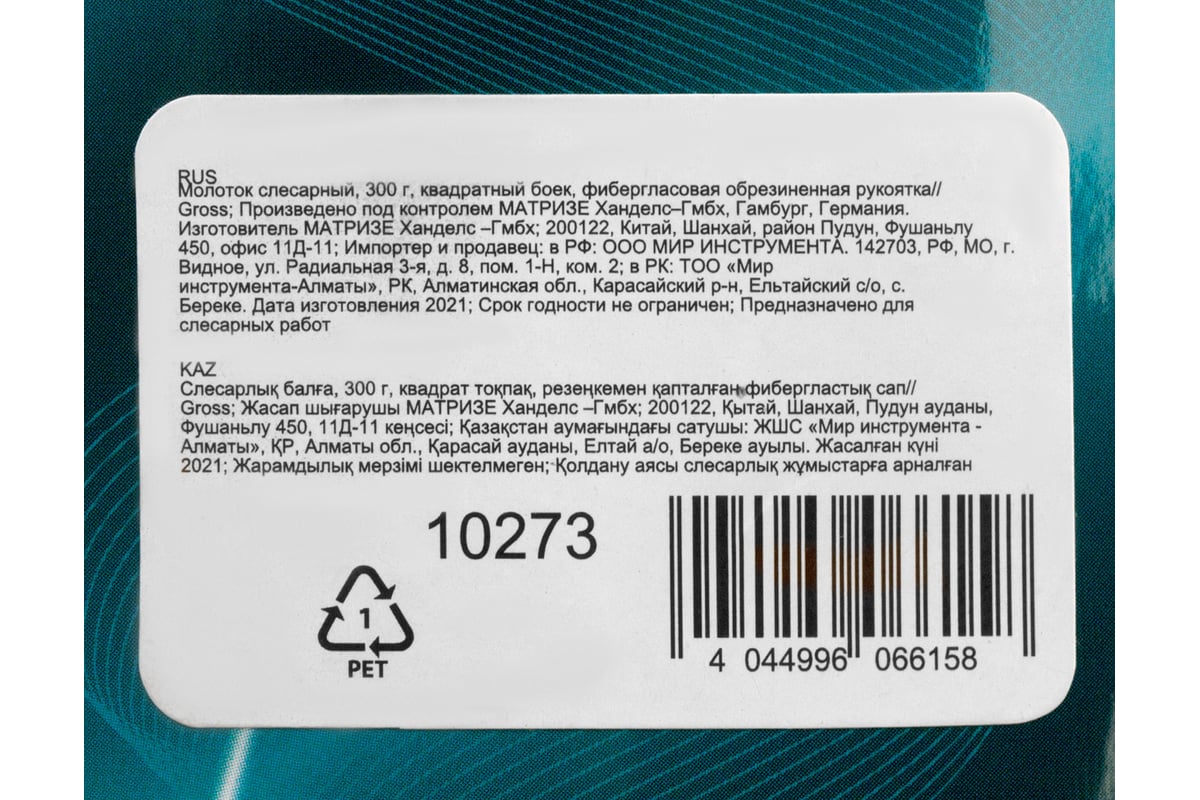 RUS
Молоток слесарный, 300 г, квадратный боек, фибергласовая обрезиненная рукоятка//
Gross; Произведено под контролем МАТРИЗЕ Ханделс–Гмбх, Гамбург, Германия.
Изготовитель МАТРИЗЕ Ханделс –Гмбх; 200122, Китай, Шанхай, район Пудун, Фушаньлу
450, офис 11Д-11; Импортер и продавец: в РФ: ООО МИР ИНСТРУМЕНТА. 142703, РФ, МО, г.
Видное, ул. Радиальная 3-я, д. 8, пом. 1-Н, ком. 2; в РК: ТОО «Мир
инструмента-Алматы», РК, Алматинская обл., Карасайский р-н, Ельтайский с/о, с.
Береке. Дата изготовления 2021; Срок годности не ограничен; Предназначено для
слесарных работ
KAZ
Слесарлық балға, 300 г, квадрат тоқпақ, резеңкемен қапталған фибергластық сап//
Gross; Жасап шығарушы МАТРИЗЕ Ханделс –Гмбх; 200122, Қытай, Шанхай, Пудун ауданы,
Фушаньлу 450, 11Д-11 кеңсесі; Қазақстан аумағындағы сатушы: ЖШС «Мир инструмента -
Алматы», ҚР, Алматы обл., Қарасай ауданы, Елтай а/о, Береке ауылы. Жасалған күні
2021; Жарамдылық мерзімі шектелмеген; Қолдану аясы слесарлық жұмыстарға арналған
10273
1
PET
4 044996 066158